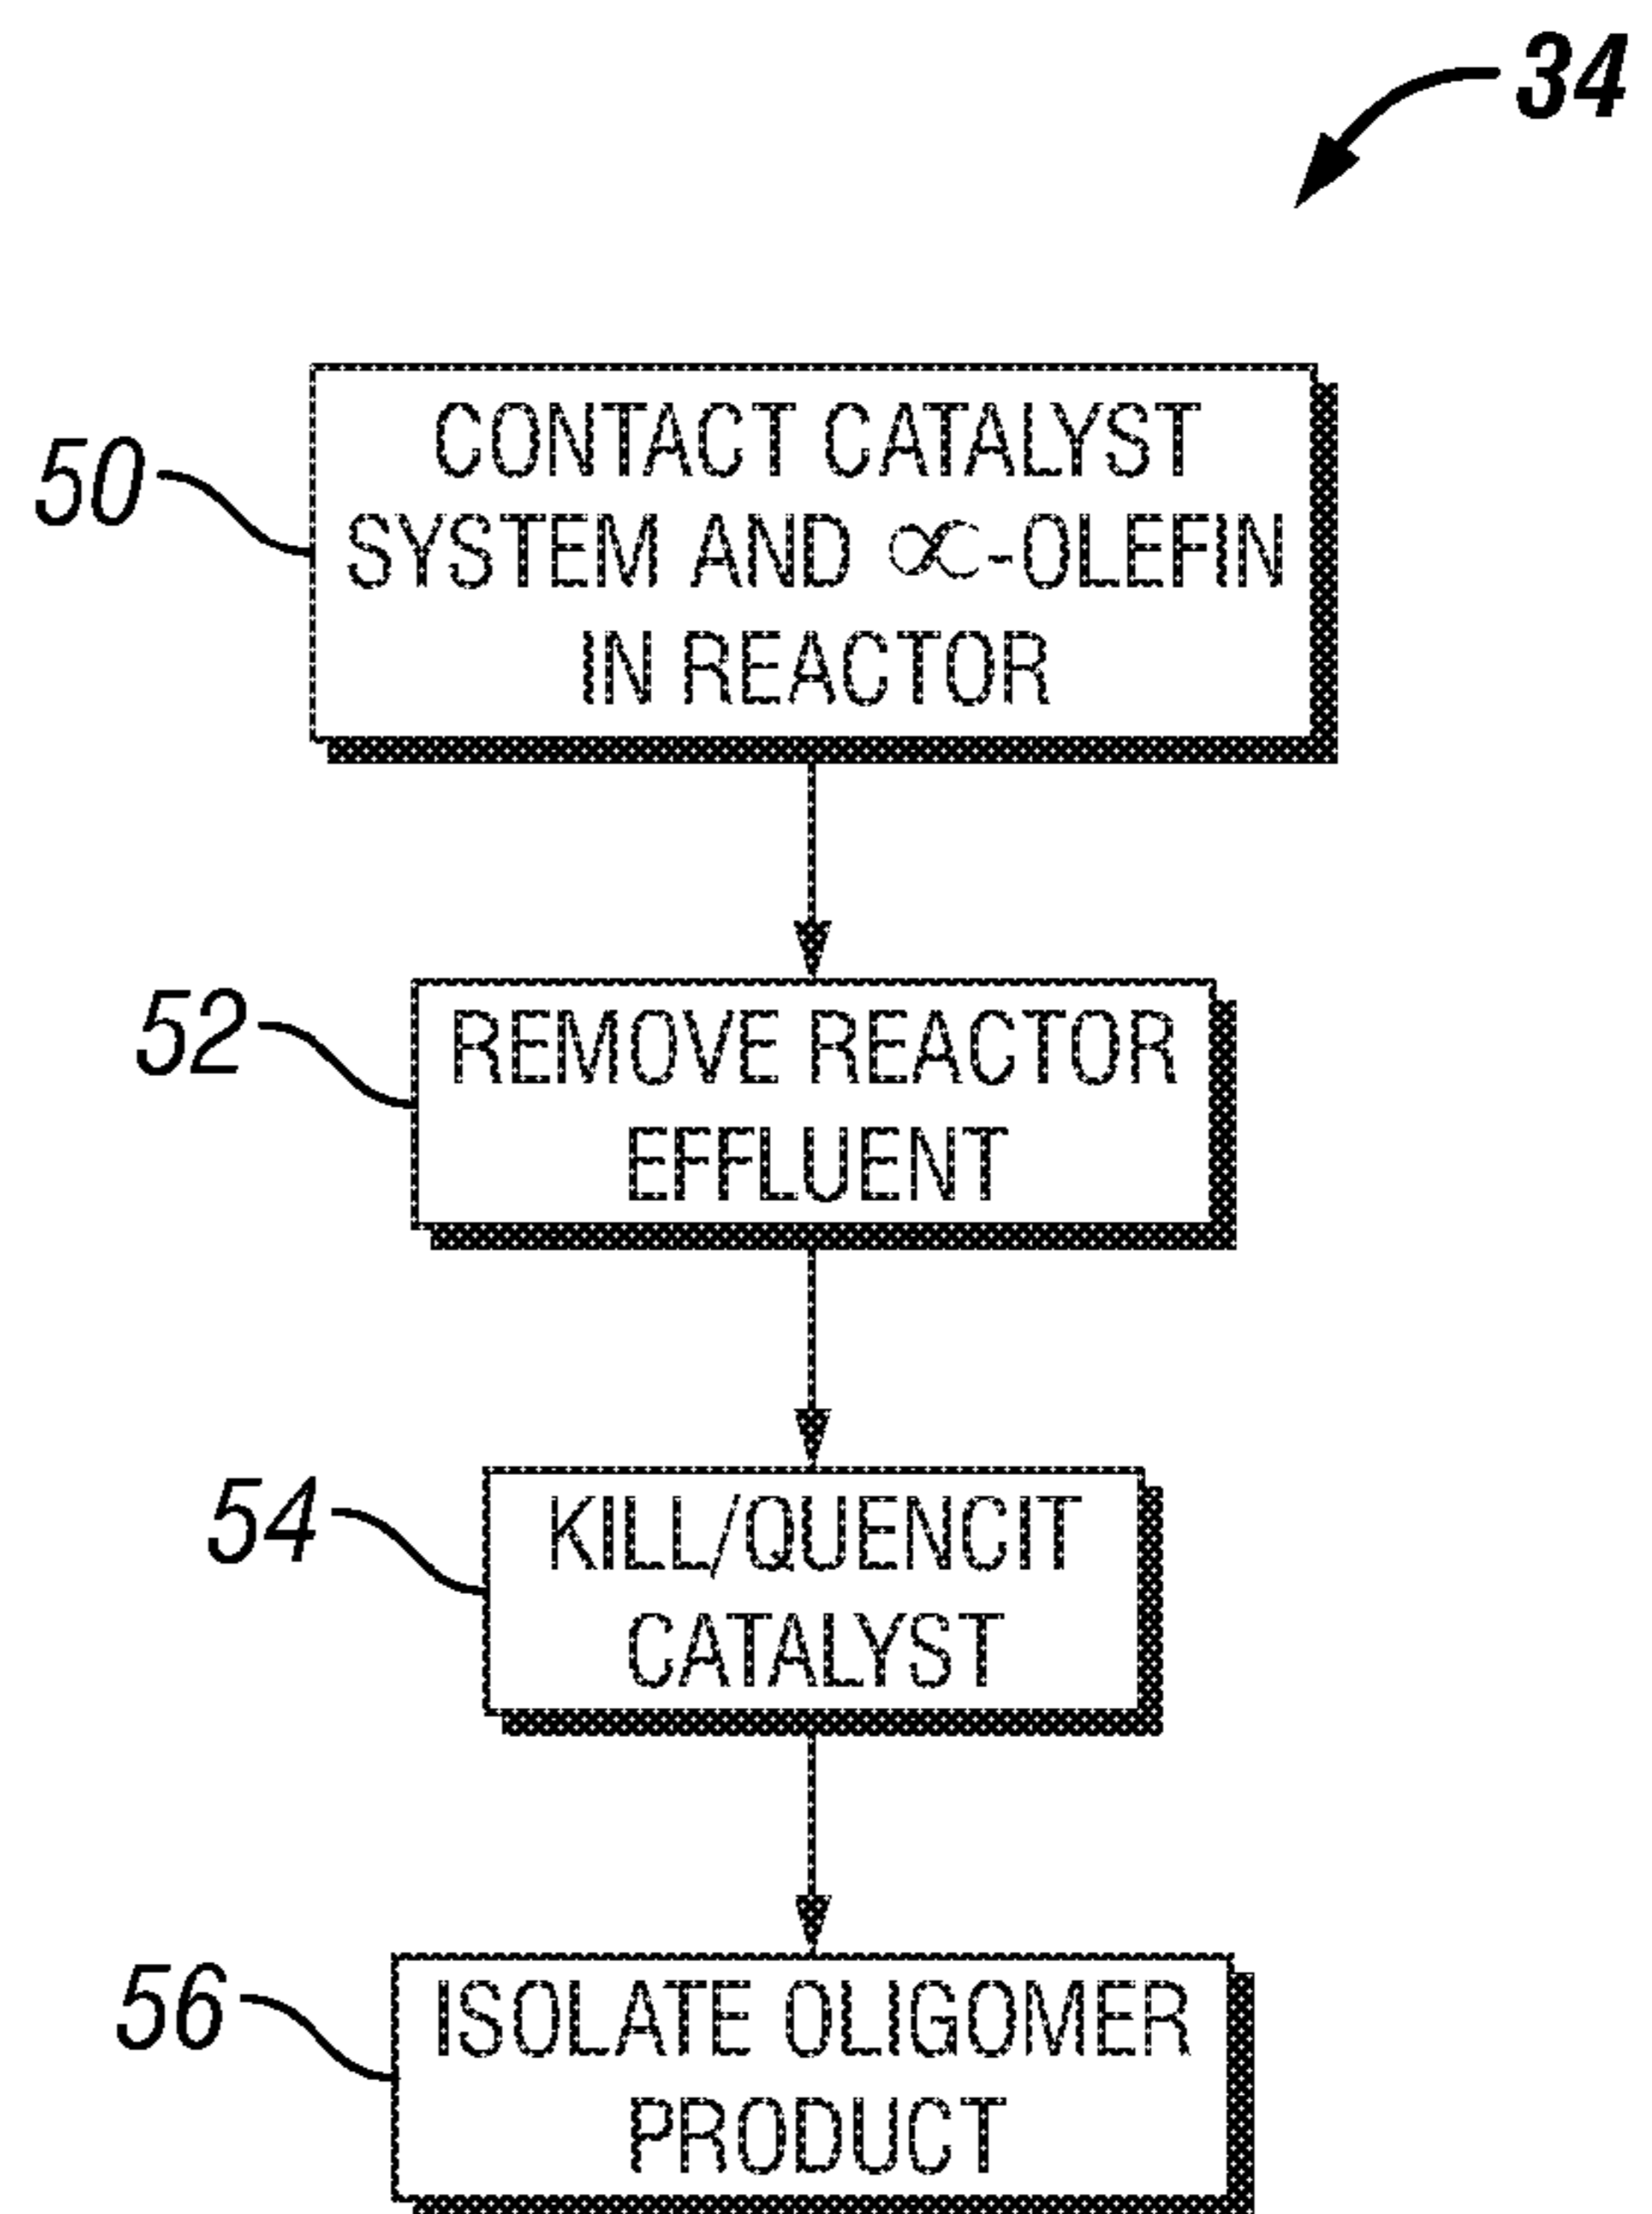 34
50
CONTACT CATALYST
SYSTEM AND ∝-OLEFIN
IN REACTOR
52
REMOVE REACTOR
EFFLUENT
54
KILL/QUENCIT
CATALYST
56
ISOLATE OLIGOMER
PRODUCT